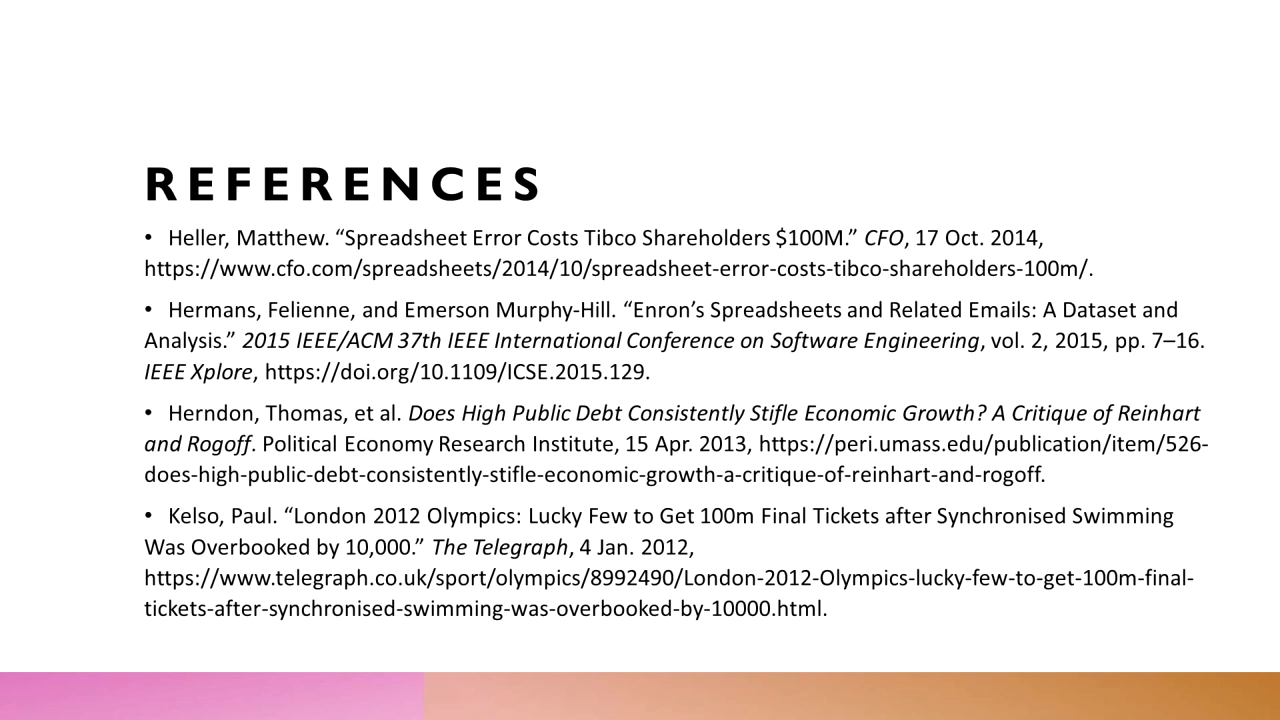 REFERENCES
• Heller, Matthew. “Spreadsheet Error Costs Tibco Shareholders $100M.” CFO, 17 Oct. 2014,
https://www.cfo.com/spreadsheets/2014/10/spreadsheet-error-costs-tibco-shareholders-100m/.
• Hermans, Felienne, and Emerson Murphy-Hill. “Enron’s Spreadsheets and Related Emails: A Dataset and
Analysis.” 2015 IEEE/ACM 37th IEEE International Conference on Software Engineering, vol. 2, 2015, pp. 7–16.
IEEE Xplore, https://doi.org/10.1109/ICSE.2015.129.
• Herndon, Thomas, et al. Does High Public Debt Consistently Stifle Economic Growth? A Critique of Reinhart
and Rogoff. Political Economy Research Institute, 15 Apr. 2013, https://peri.umass.edu/publication/item/526-
does-high-public-debt-consistently-stifle-economic-growth-a-critique-of-reinhart-and-rogoff.
• Kelso, Paul. “London 2012 Olympics: Lucky Few to Get 100m Final Tickets after Synchronised Swimming
Was Overbooked by 10,000.” The Telegraph, 4 Jan. 2012,
https://www.telegraph.co.uk/sport/olympics/8992490/London-2012-Olympics-lucky-few-to-get-100m-final-
tickets-after-synchronised-swimming-was-overbooked-by-10000.html.